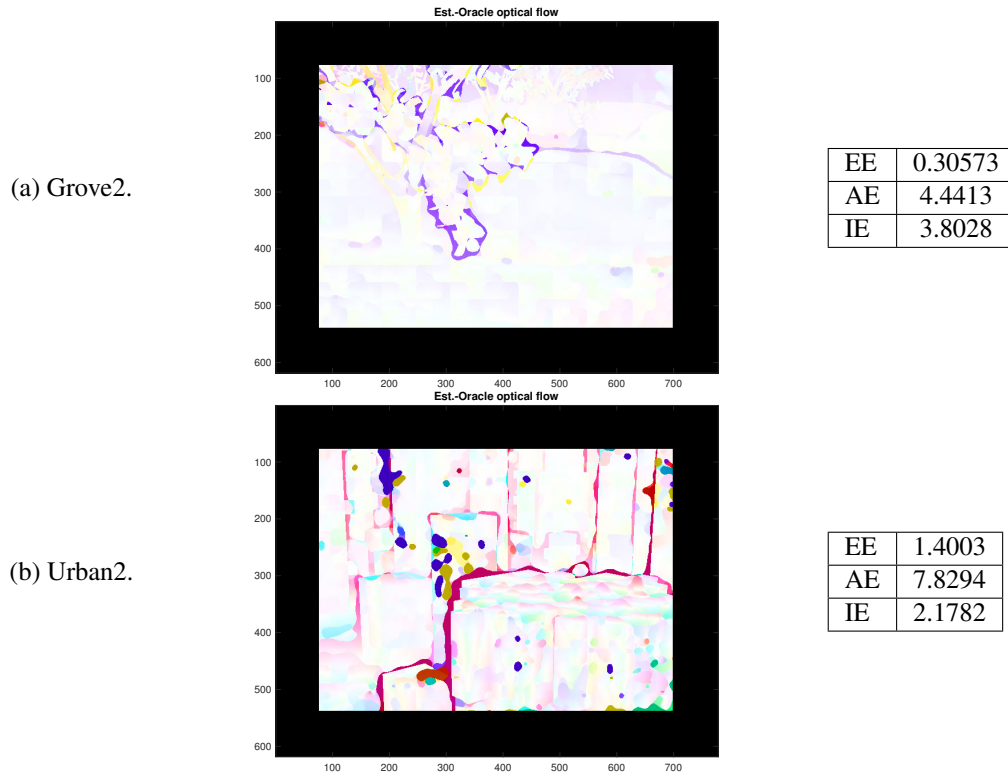 Est.-Oracle optical flow
100
200
300
400
500
600
100 200 300 400 500 600 700
(a) Grove2.
EE 0.30573
AE 4.4413
IE 3.8028
Est.-Oracle optical flow
100
200
300
400
500
600
100 200 300 400 500 600 700
(b) Urban2.
EE 1.4003
AE 7.8294
IE 2.1782